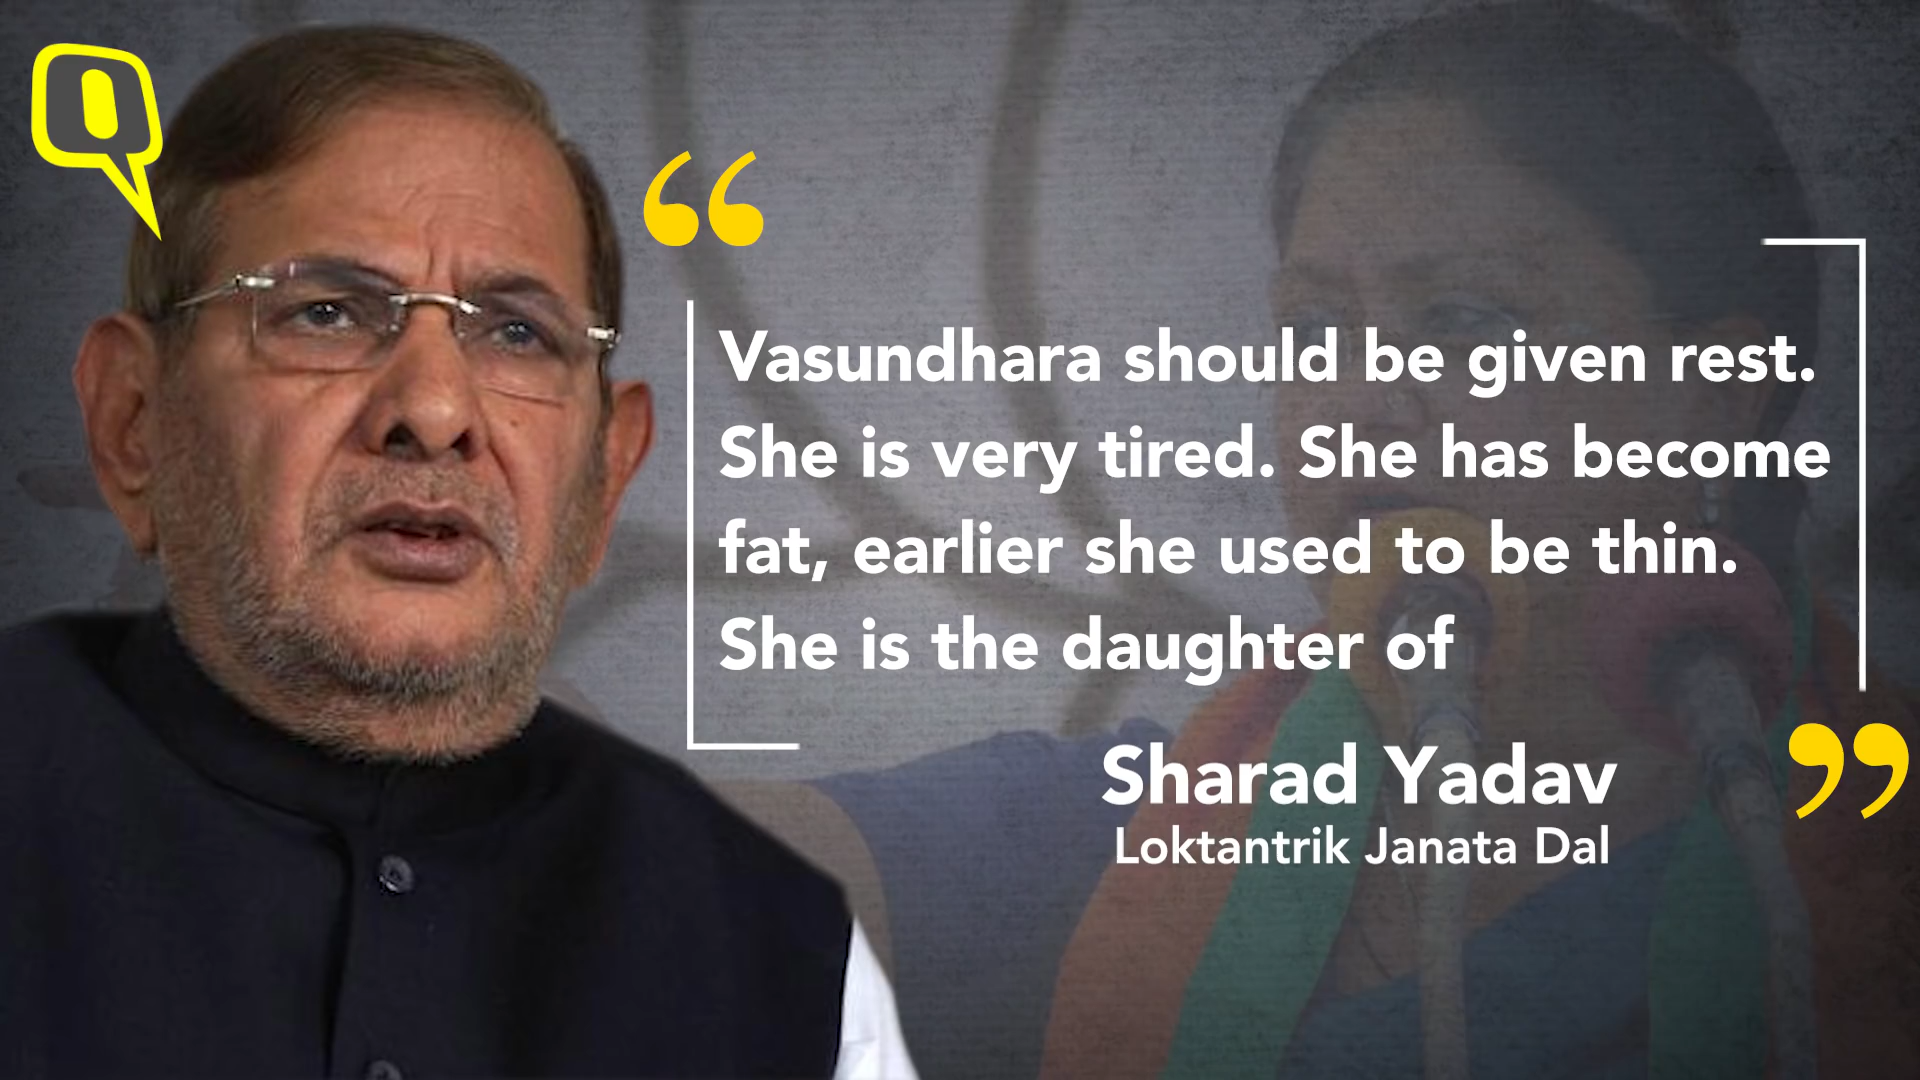 Q
“
Vasundhara should be given rest.
She is very tired. She has become
fat, earlier she used to be thin.
She is the daughter of
”
Sharad Yadav
Loktantrik Janata Dal